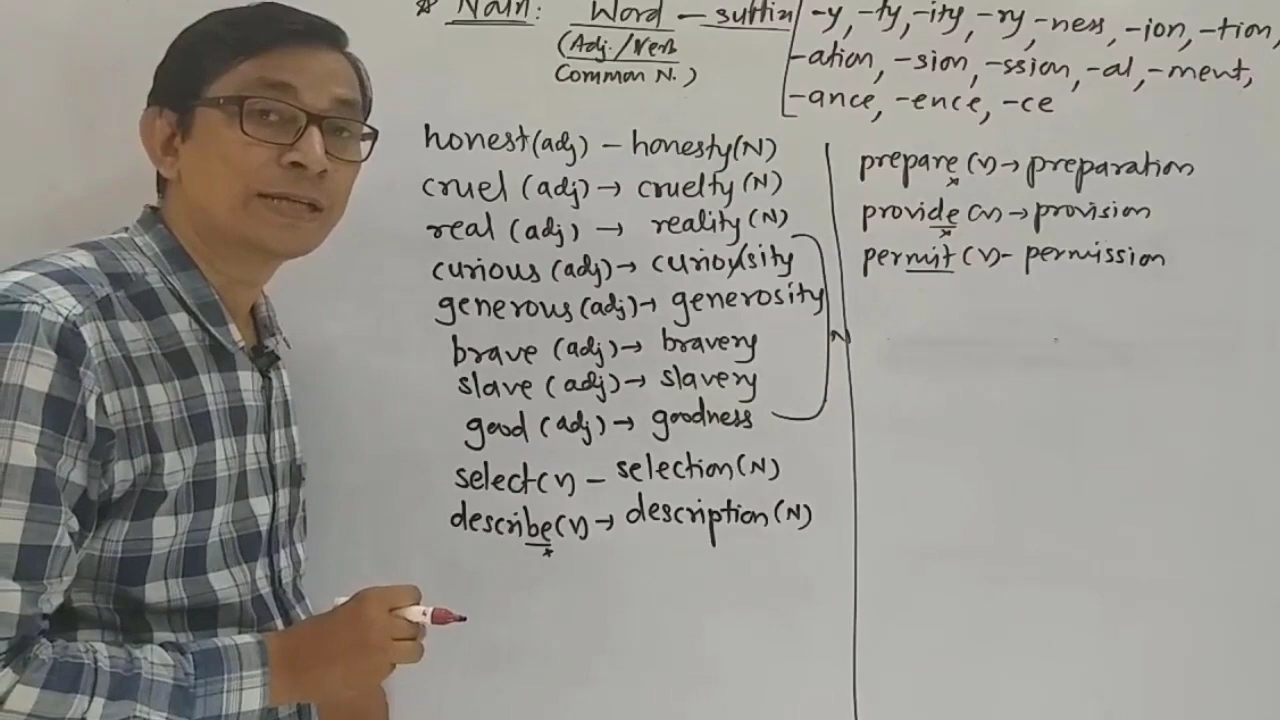 * Noun: Word – suffix -y, -ty, -ity, -ry, -ness, -ion, -tion,
(Adj./Verb -ation, -sion, -ssion, -al, -ment,
Common N.) -ance, -ence, -ce
honest (adj) – honesty (N)
cruel (adj) → cruelty (N)
real (adj) → reality (N)
curious (adj) → curiousity
generous (adj) → generosity
brave (adj) → bravery
slave (adj) → slavery
good (adj) → goodness
N
select (v) – selection (N)
describe (v) → description (N)
prepare (v) → preparation
provide (v) → provision
permit (v) – permission